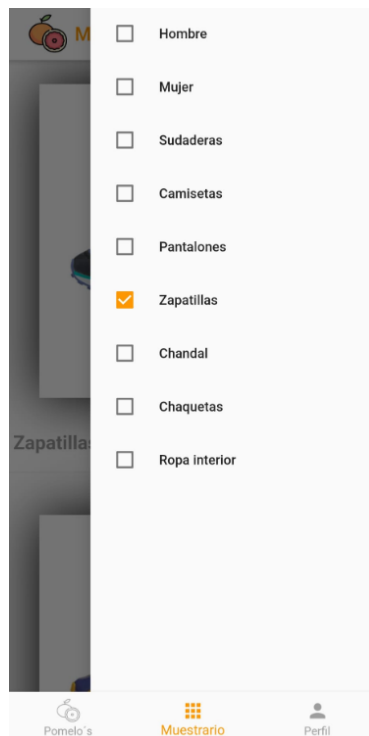 M
Hombre
Mujer
Sudaderas
Camisetas
Pantalones
Zapatillas
Chandal
Chaquetas
Ropa interior
Zapatillas
Pomelo´s
Muestrario
Perfil